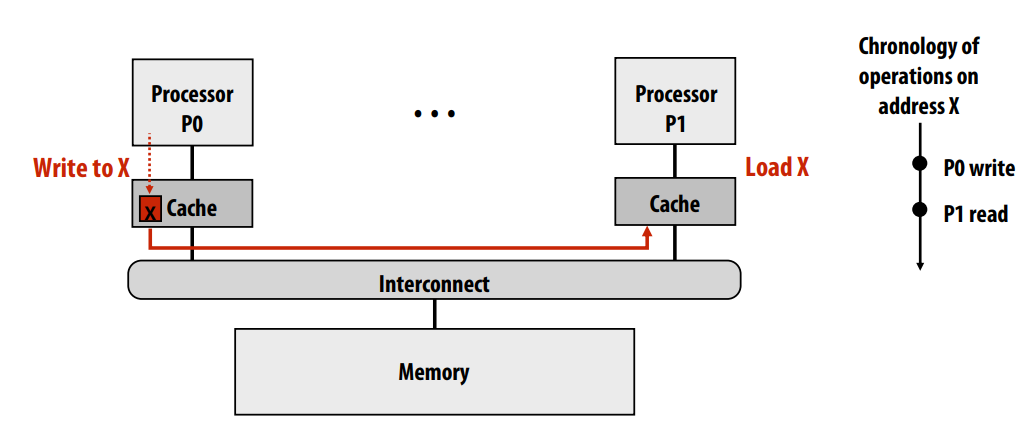 Processor
P0
• • •
Processor
P1
Chronology of
operations on
address X
Write to X
Load X
X
Cache
Cache
P0 write
P1 read
Interconnect
Memory